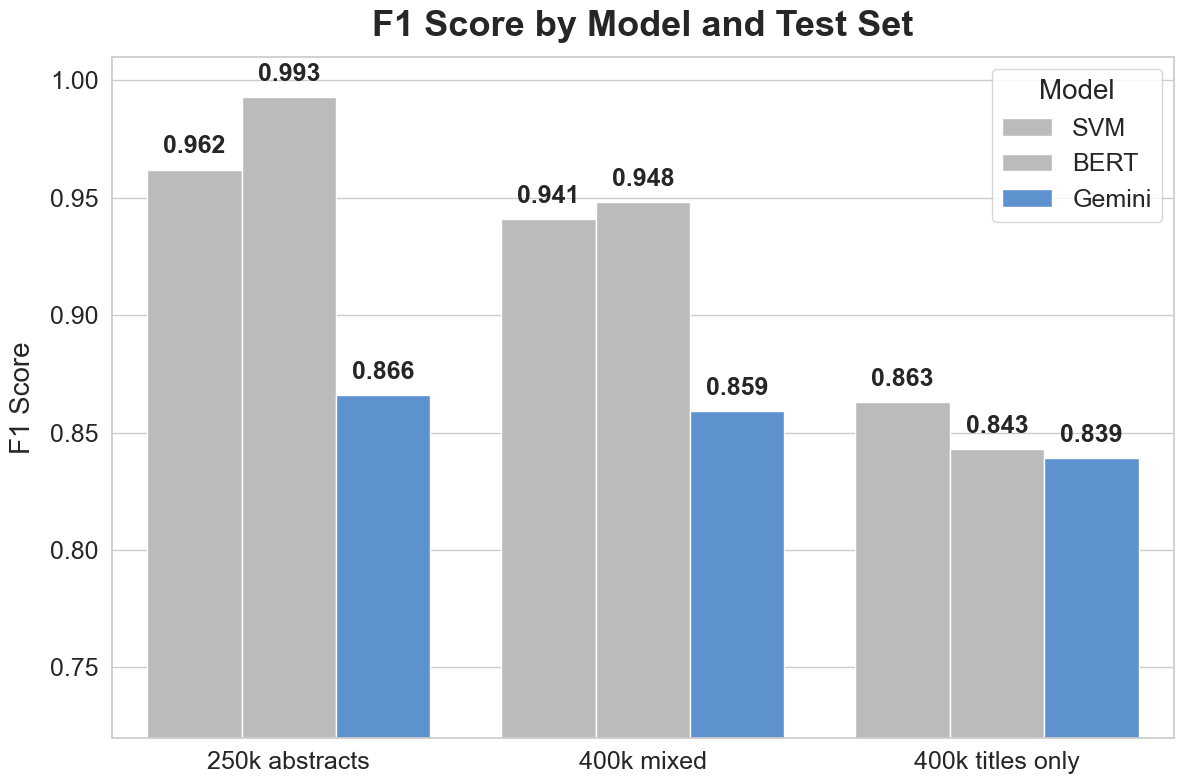 F1 Score by Model and Test Set
F1 Score
1.00
0.95
0.90
0.85
0.80
0.75
0.962
0.993
0.866
0.941
0.948
0.859
0.863
0.843
0.839
Model
SVM
BERT
Gemini
250k abstracts
400k mixed
400k titles only